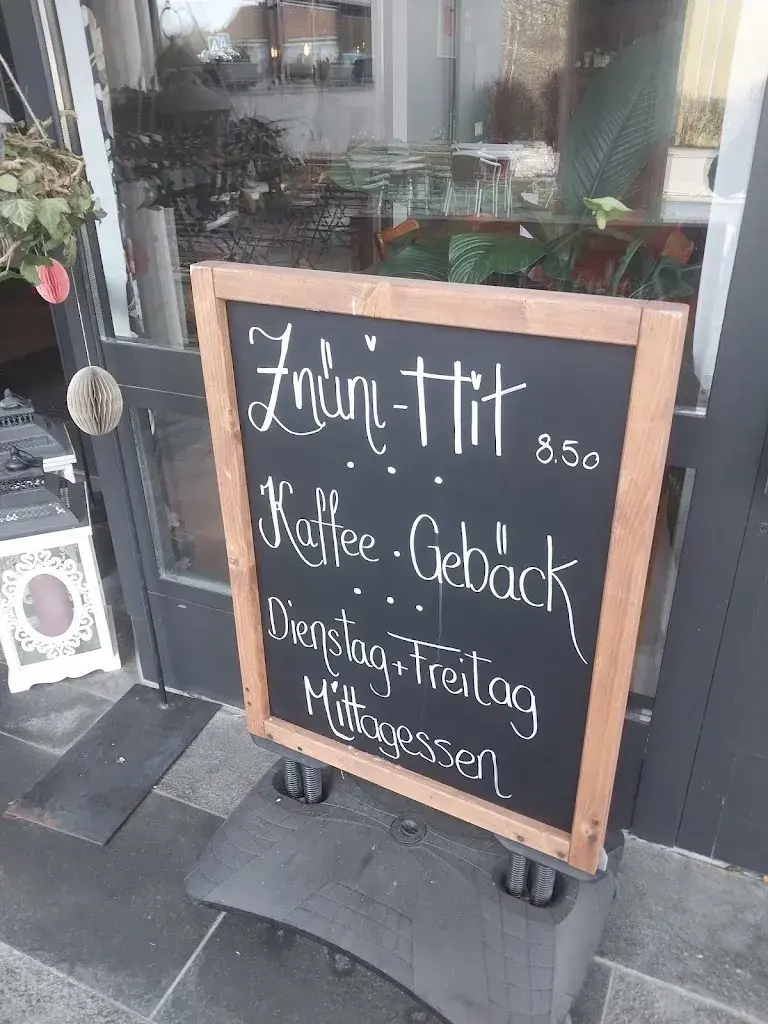 Znüni-Hit 8.50
Kaffee · Gebäck
Dienstag + Freitag
Mittagessen